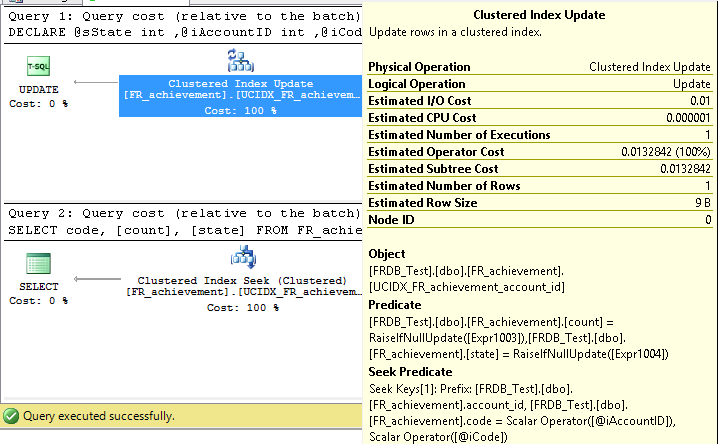 Query 1: Query cost (relative to the batch)
DECLARE @sState int ,@iAccountID int ,@iCode
T-SQL
UPDATE
Cost: 0 %
Clustered Index Update
[FR_achievement].[UCIDX_FR_achievem…
Cost: 100 %
Query 2: Query cost (relative to the batch)
SELECT code, [count], [state] FROM FR_achie
SELECT
Cost: 0 %
Clustered Index Seek (Clustered)
[FR_achievement].[UCIDX_FR_achievem…
Cost: 100 %
Query executed successfully.
Clustered Index Update
Update rows in a clustered index.
Physical Operation Clustered Index Update
Logical Operation Update
Estimated I/O Cost 0.01
Estimated CPU Cost 0.000001
Estimated Number of Executions 1
Estimated Operator Cost 0.0132842 (100%)
Estimated Subtree Cost 0.0132842
Estimated Number of Rows 1
Estimated Row Size 9 B
Node ID 0
Object
[FRDB_Test].[dbo].[FR_achievement].
[UCIDX_FR_achievement_account_id]
Predicate
[FRDB_Test].[dbo].[FR_achievement].[count] =
RaiseIfNullUpdate([Expr1003]),[FRDB_Test].[dbo].
[FR_achievement].[state] = RaiseIfNullUpdate([Expr1004])
Seek Predicate
Seek Keys[1]: Prefix: [FRDB_Test].[dbo].
[FR_achievement].account_id, [FRDB_Test].[dbo].
[FR_achievement].code = Scalar Operator([@iAccountID]),
Scalar Operator([@iCode])